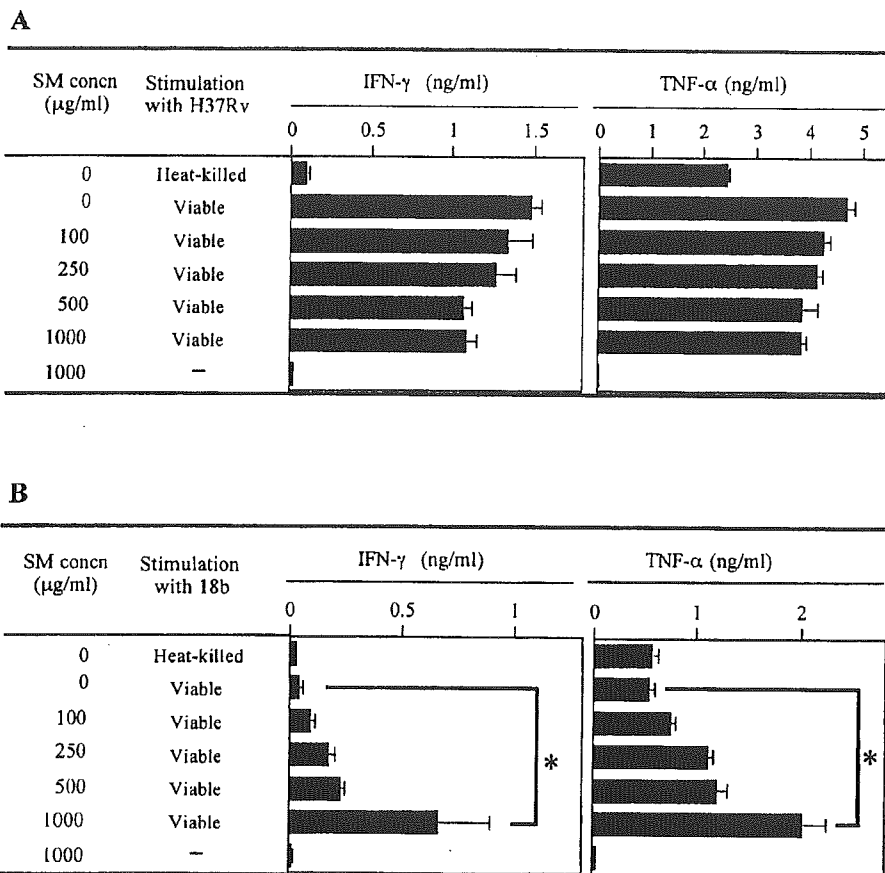 A
SM concn (μg/ml)
Stimulation with H37Rv
IFN-γ (ng/ml)
TNF-α (ng/ml)
0 0.5 1 1.5
0 1 2 3 4 5
0 Heat-killed
0 Viable
100 Viable
250 Viable
500 Viable
1000 Viable
1000 –
B
SM concn (μg/ml)
Stimulation with 18b
IFN-γ (ng/ml)
TNF-α (ng/ml)
0 0.5 1
0 1 2
0 Heat-killed
0 Viable
100 Viable
250 Viable
500 Viable
1000 Viable
1000 –
*
*